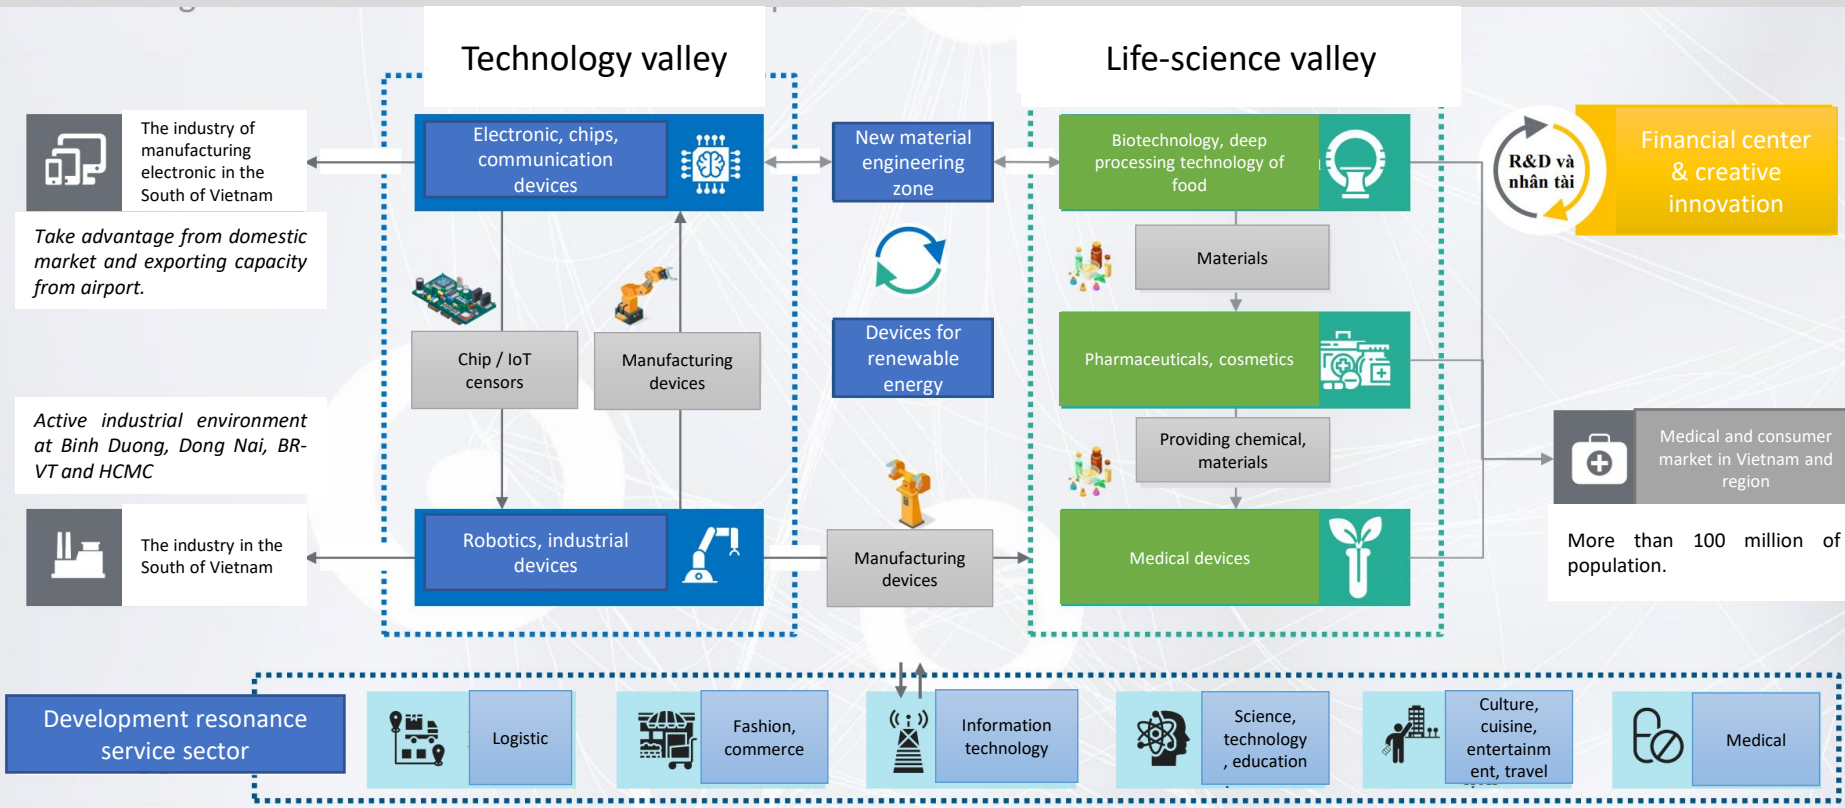 Technology valley
Life-science valley
The industry of
manufacturing
electronic in the
South of Vietnam
Electronic, chips,
communication
devices
New material
engineering
zone
Biotechnology, deep
processing technology of
food
R&D và
nhân tài
Financial center
& creative
innovation
Take advantage from domestic
market and exporting capacity
from airport.
Materials
Chip / IoT
censors
Manufacturing
devices
Devices for
renewable
energy
Pharmaceuticals, cosmetics
Active industrial environment
at Binh Duong, Dong Nai, BR-
VT and HCMC
Providing chemical,
materials
Medical and consumer
market in Vietnam and
region
The industry in the
South of Vietnam
Robotics, industrial
devices
Manufacturing
devices
Medical devices
More than 100 million of
population.
Development resonance
service sector
Logistic
Fashion,
commerce
Information
technology
Science,
technology
, education
Culture,
cuisine,
entertainm
ent, travel
Medical